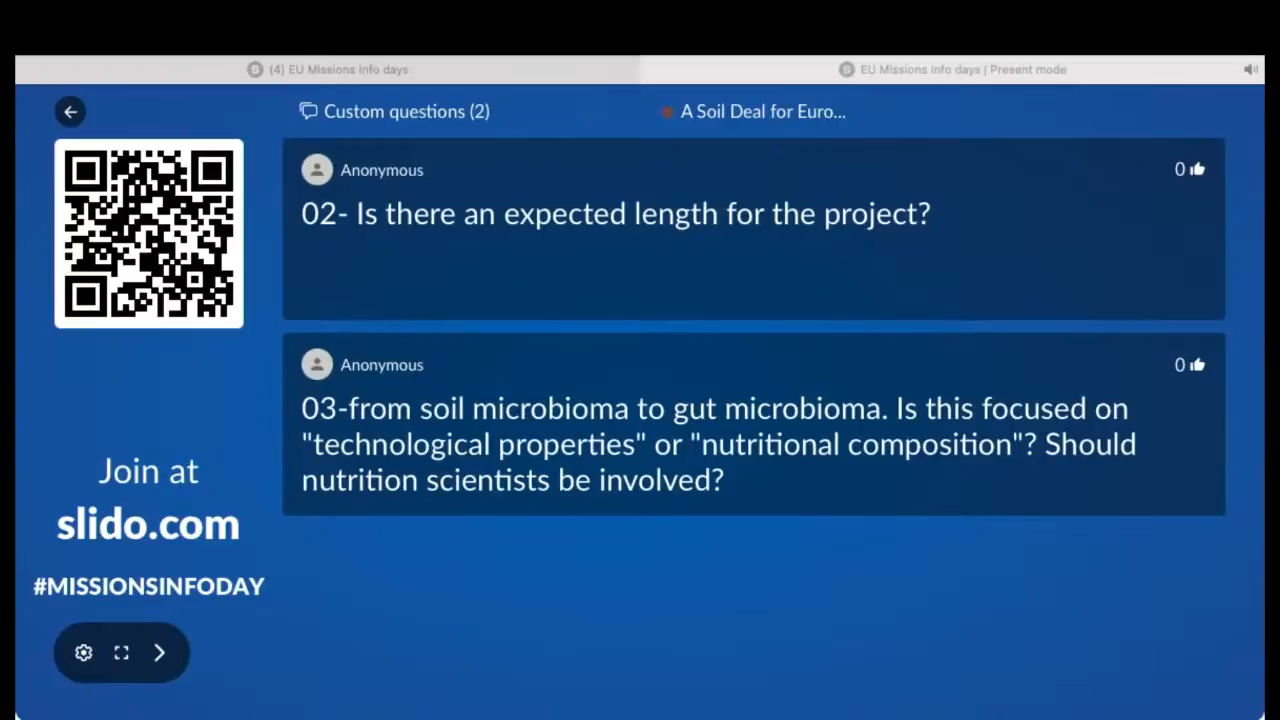 (4) EU Missions Info days
EU Missions Info days | Present mode
Custom questions (2)
A Soil Deal for Euro...
Anonymous
0
02- Is there an expected length for the project?
Anonymous
0
03-from soil microbioma to gut microbioma. Is this focused on
"technological properties" or "nutritional composition"? Should
nutrition scientists be involved?
Join at
slido.com
#MISSIONSINFODAY